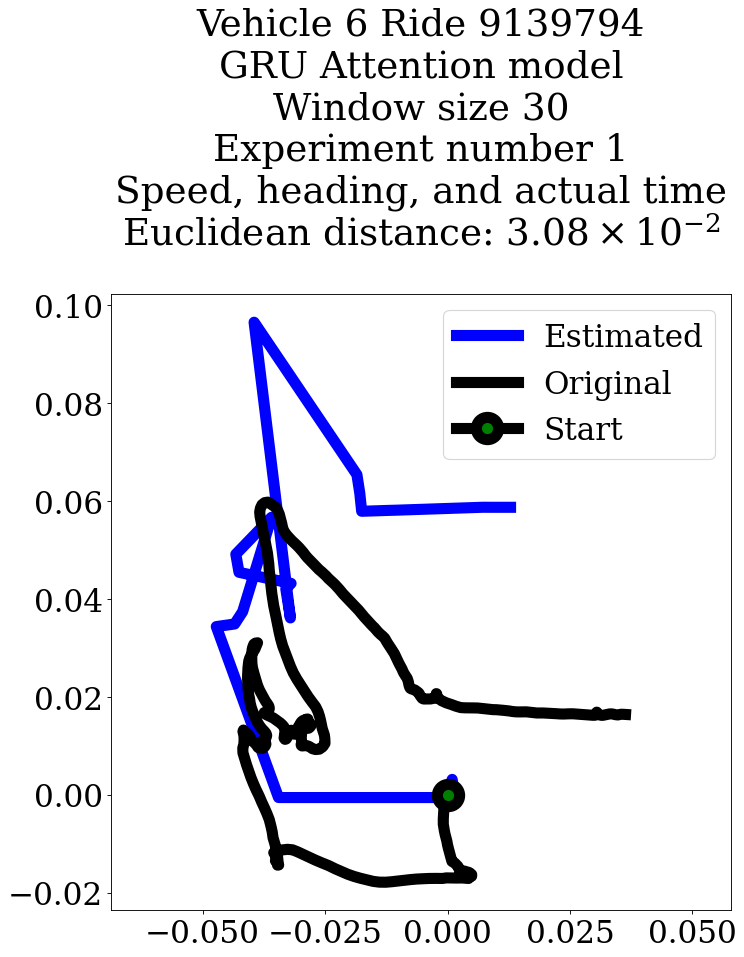 Vehicle 6 Ride 9139794
GRU Attention model
Window size 30
Experiment number 1
Speed, heading, and actual time
Euclidean distance: 3.08 × 10⁻²
0.10
0.08
0.06
0.04
0.02
0.00
−0.02
Estimated
Original
Start
−0.050 −0.025 0.000 0.025 0.050